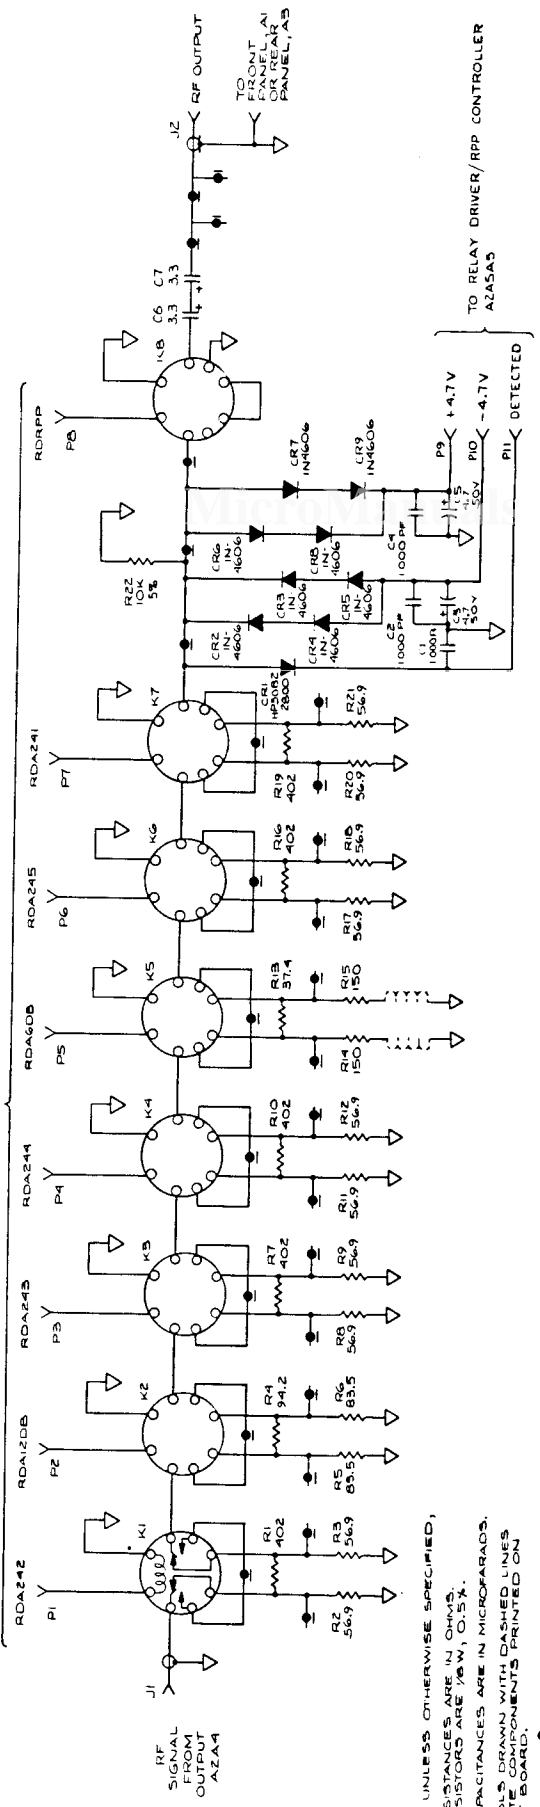 RF
SIGNAL
FROM
OUTPUT
A2A4
J1
RDA242
P1
K1
R1
402
R2
56.9
R3
56.9
RDA12DB
P2
K2
R4
94.2
R5
83.5
R6
83.5
RDA243
P3
K3
R7
402
R8
56.9
R9
56.9
RDA244
P4
K4
R10
402
R11
56.9
R12
56.9
RDA6DB
P5
K5
R13
37.4
R14
150
R15
150
RDA245
P6
K6
R16
402
R17
56.9
R18
56.9
RDA241
P7
K7
R19
402
R20
56.9
R21
56.9
CR1
HP5082
2800
R22
10K
5%
CR2
IN-
4606
CR4
IN-
4606
CR3
IN-
4606
CR5
IN-
4606
CR6
IN-
4606
CR8
IN-
4606
CR7
IN4606
CR9
IN4606
C1
C2
1000 PF
C3
4.7
50V
C4
1000 PF
C5
4.7
50V
P9
+4.7V
P10
-4.7V
P11
DETECTED
TO RELAY DRIVER/RPP CONTROLLER
A2A5A5
RDRPP
P8
K8
C6
3.3
C7
3.3
J2
RF OUTPUT
TO
FRONT
PANEL, A1
OR REAR
PANEL, A3
UNLESS OTHERWISE SPECIFIED,
SISTANCES ARE IN OHMS.
SISTORS ARE 1/8W, 0.5%.
PACITANCES ARE IN MICROFARADS.
OLS DRAWN WITH DASHED LINES
TE COMPONENTS PRINTED ON
BOARD.